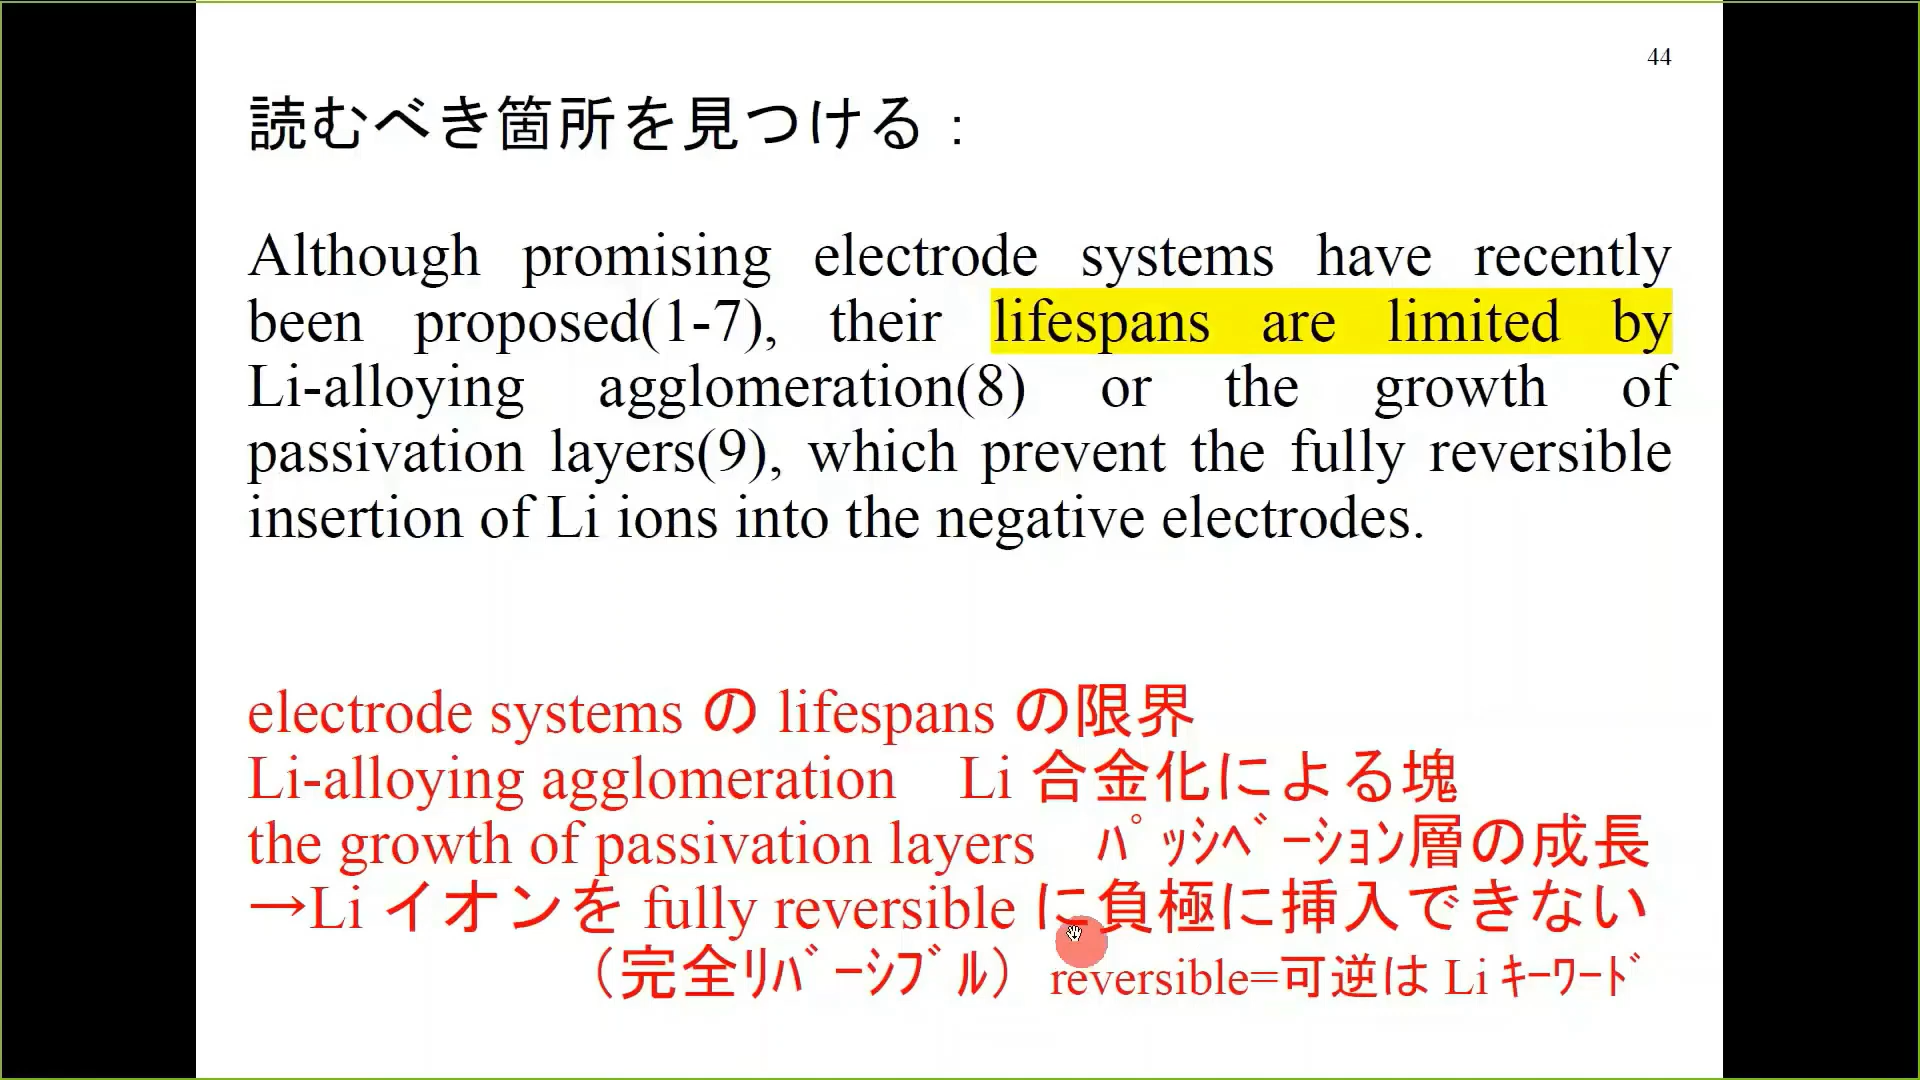 44
読むべき箇所を見つける：
Although promising electrode systems have recently
been proposed(1-7), their lifespans are limited by
Li-alloying agglomeration(8) or the growth of
passivation layers(9), which prevent the fully reversible
insertion of Li ions into the negative electrodes.
electrode systems の lifespans の限界
Li-alloying agglomeration　Li 合金化による塊
the growth of passivation layers　ﾊﾟｯｼﾍﾞｰｼｮﾝ層の成長
→Li イオンを fully reversible に負極に挿入できない
（完全ﾘﾊﾞｰｼﾌﾞﾙ） reversible=可逆は Li ｷｰﾜｰﾄﾞ